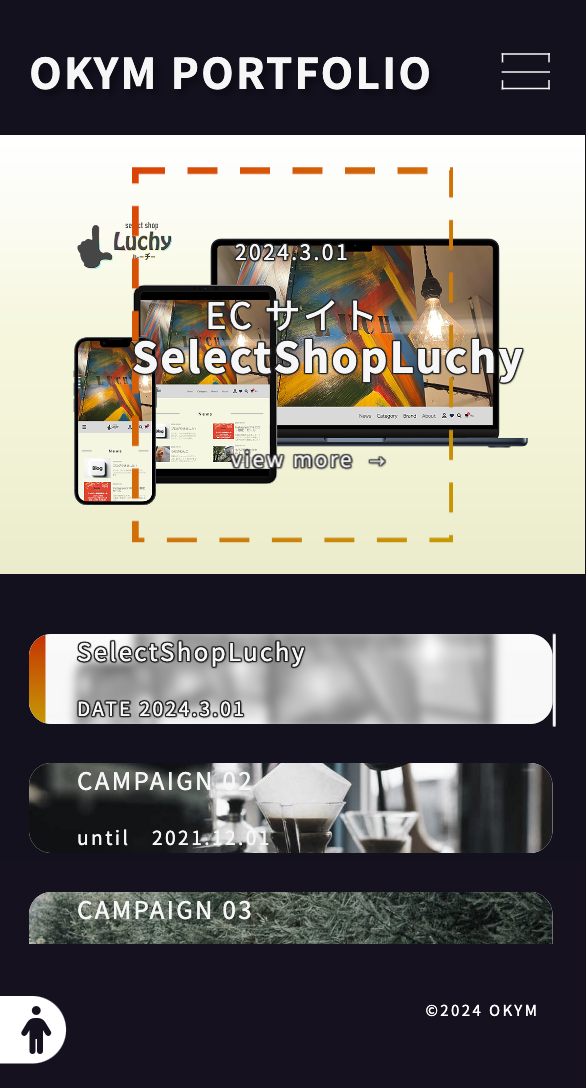 OKYM PORTFOLIO
select shop
Luchy
ルーチー
2024.3.01
EC サイト
SelectShopLuchy
News Category Brand About
News
News
Blog
view more →
SelectShopLuchy
DATE 2024.3.01
CAMPAIGN 02
until 2021.12.01
CAMPAIGN 03
©2024 OKYM